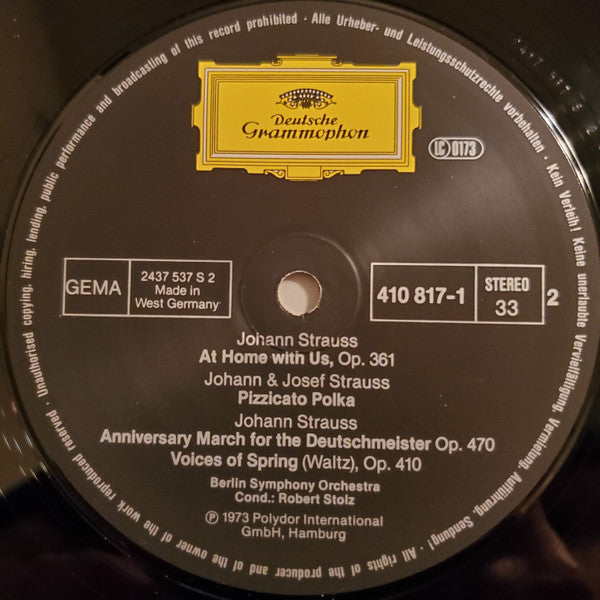 Alle Urheber- und Leistungsschutzrechte vorbehalten · Kein Verleih! Keine unerlaubte Vervielfältigung, Vermietung, Aufführung, Sendung! · All rights of the producer and of the owner of the work reproduced reserved · Unauthorised copying, hiring, lending, public performance and broadcasting of this record prohibited ·
Deutsche
Grammophon
LC 0173
GEMA
2437 537 S 2
Made in
West Germany
410 817-1
STEREO
33
2
Johann Strauss
At Home with Us, Op. 361
Johann & Josef Strauss
Pizzicato Polka
Johann Strauss
Anniversary March for the Deutschmeister Op. 470
Voices of Spring (Waltz), Op. 410
Berlin Symphony Orchestra
Cond.: Robert Stolz
Ⓟ 1973 Polydor International
GmbH, Hamburg